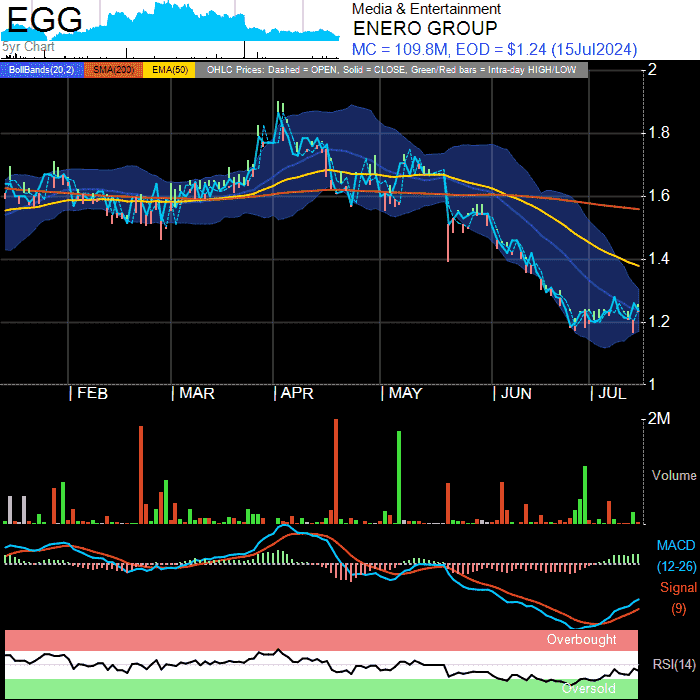 EGG
5yr Chart
Media & Entertainment
ENERO GROUP
MC = 109.8M, EOD = $1.24 (15Jul2024)
BollBands(20,2) SMA(200) EMA(50) OHLC Prices: Dashed = OPEN, Solid = CLOSE, Green/Red bars = Intra-day HIGH/LOW
2
1.8
1.6
1.4
1.2
1
FEB MAR APR MAY JUN JUL
2M
Volume
MACD
(12-26)
Signal
(9)
Overbought
RSI(14)
Oversold